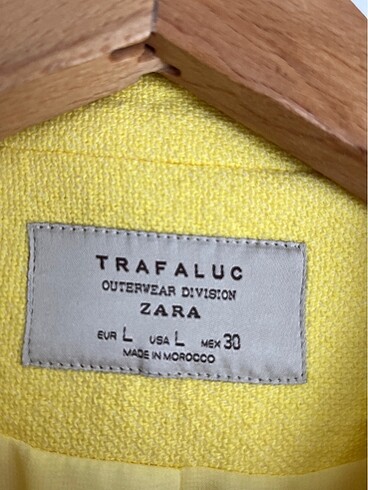 TRAFALUC
OUTERWEAR DIVISION
ZARA
EUR L USA L MEX 30
MADE IN MOROCCO